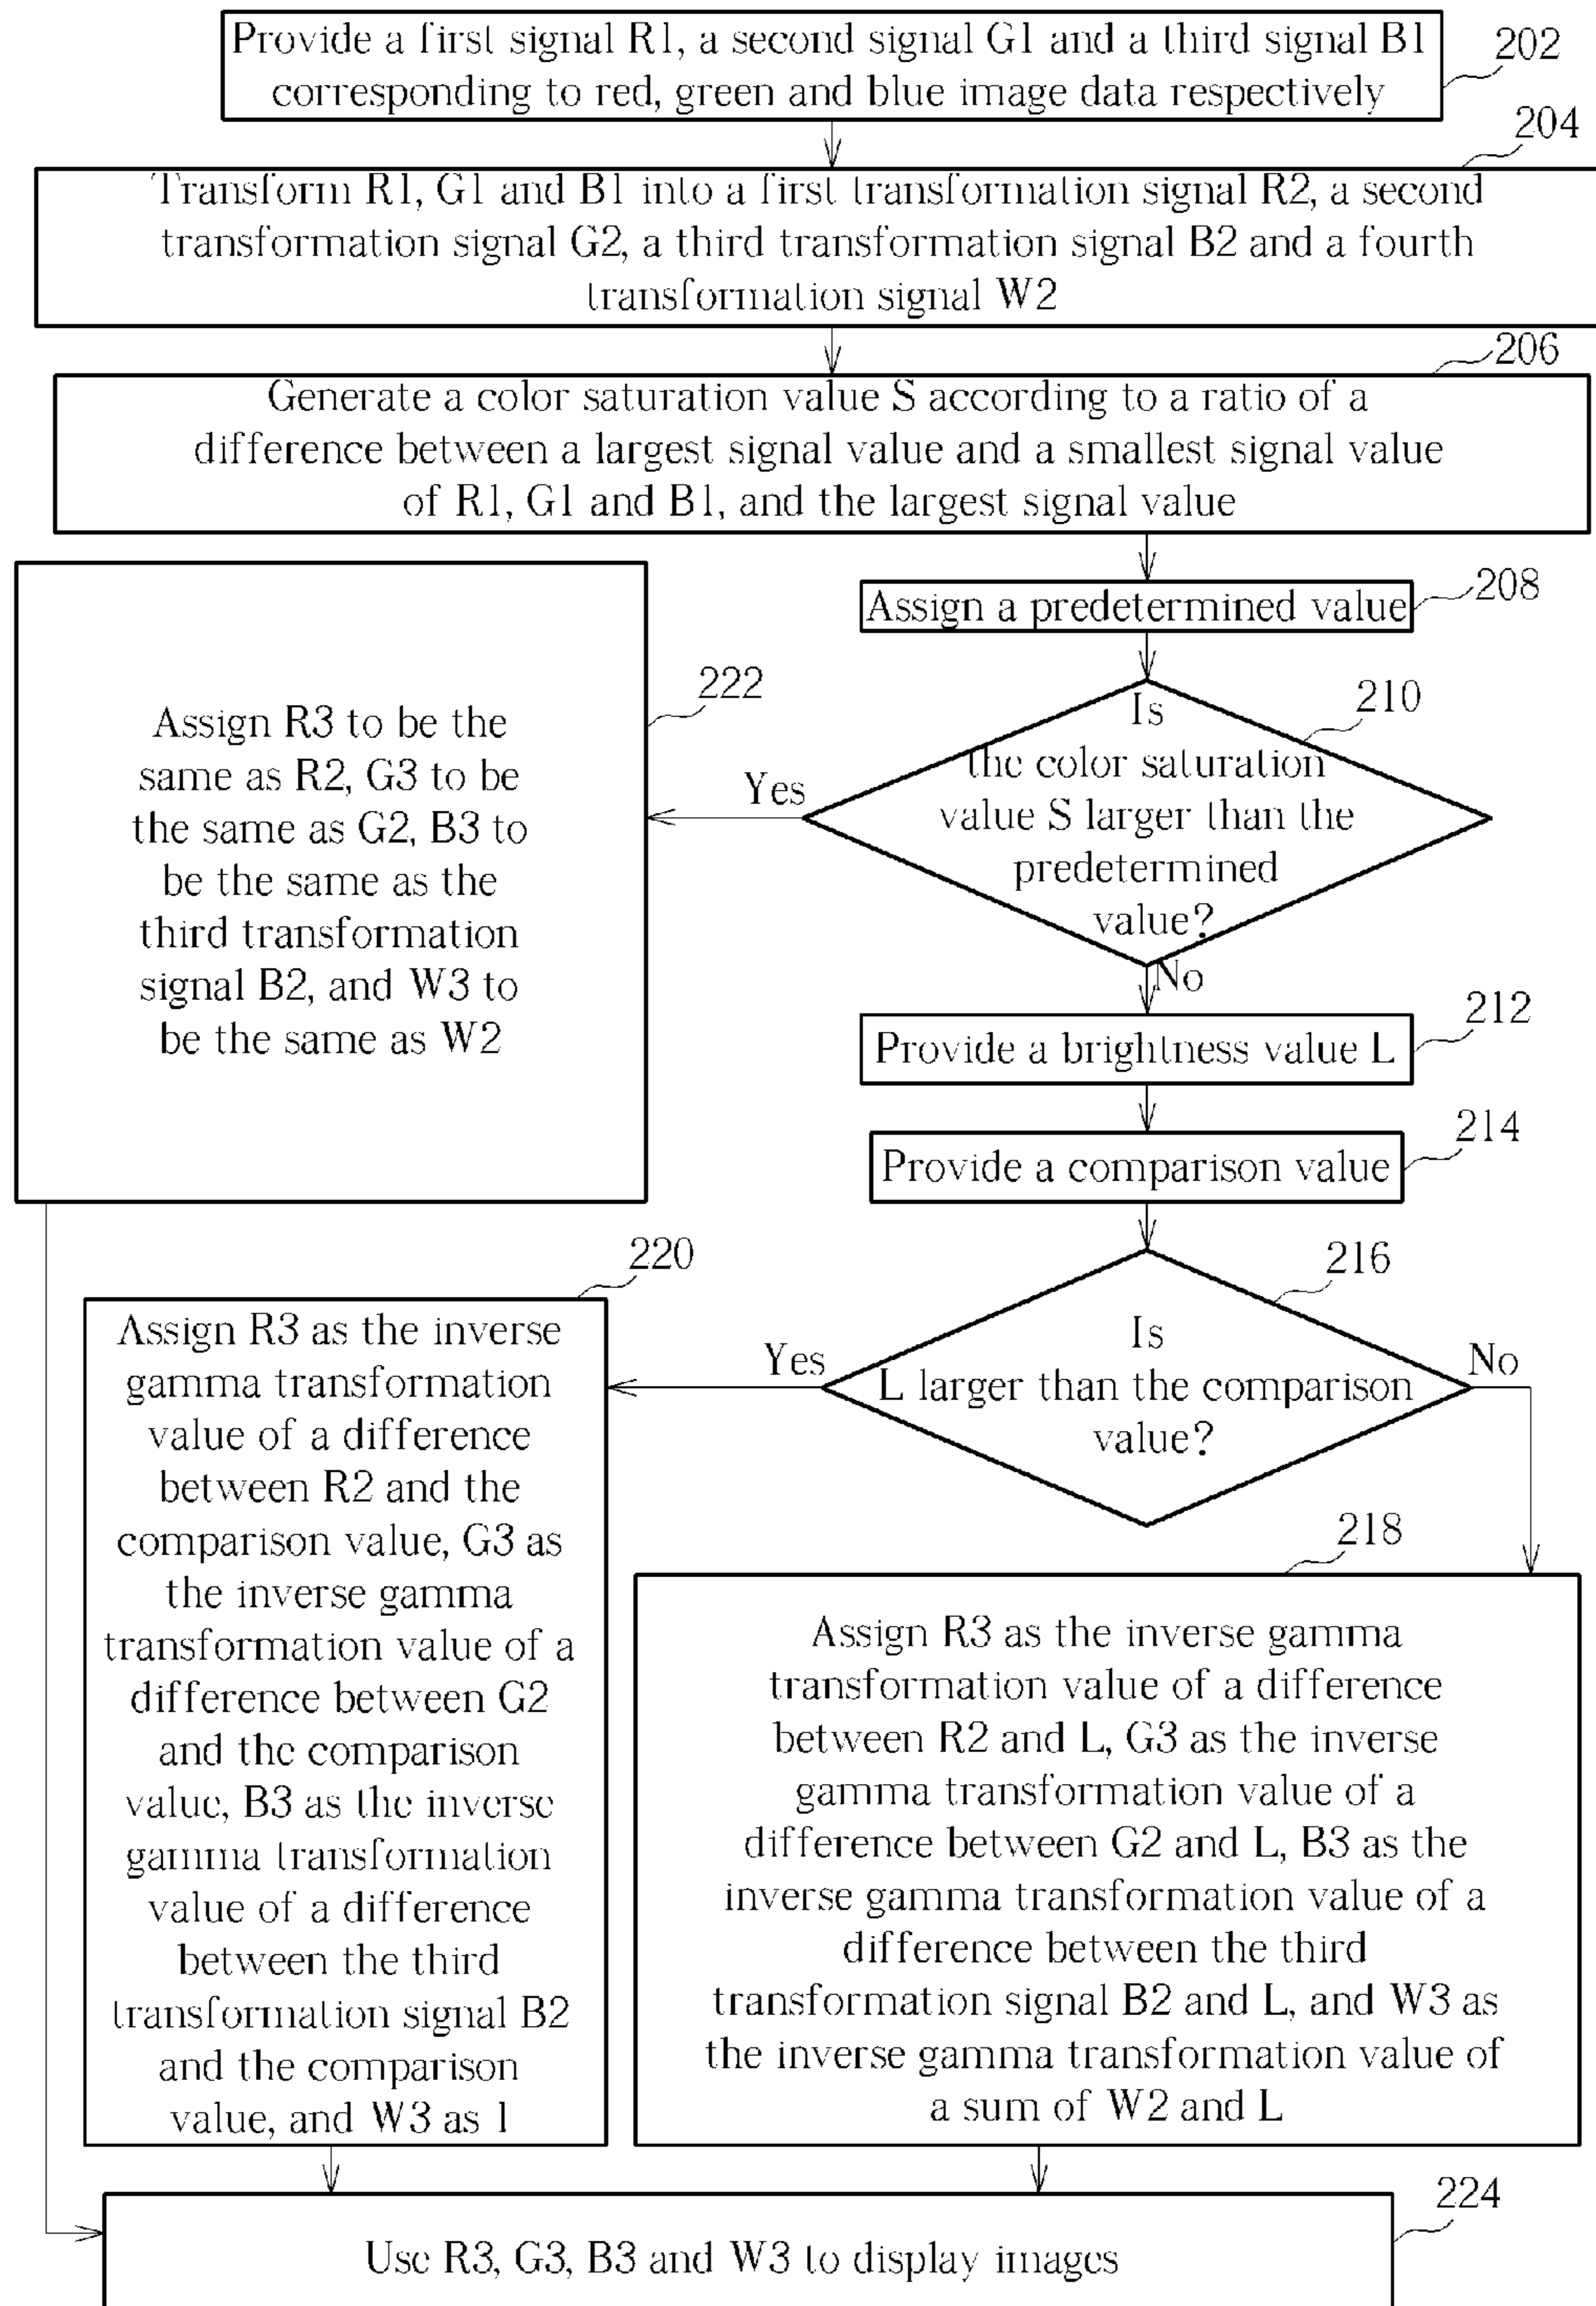 Provide a first signal R1, a second signal G1 and a third signal B1
corresponding to red, green and blue image data respectively
202
204
Transform R1, G1 and B1 into a first transformation signal R2, a second
transformation signal G2, a third transformation signal B2 and a fourth
transformation signal W2
206
Generate a color saturation value S according to a ratio of a
difference between a largest signal value and a smallest signal value
of R1, G1 and B1, and the largest signal value
Assign a predetermined value
208
210
Is
the color saturation
value S larger than the
predetermined
value?
Yes
No
222
Assign R3 to be the
same as R2, G3 to be
the same as G2, B3 to
be the same as the
third transformation
signal B2, and W3 to
be the same as W2
212
Provide a brightness value L
214
Provide a comparison value
216
Is
L larger than the comparison
value?
Yes
No
220
Assign R3 as the inverse
gamma transformation
value of a difference
between R2 and the
comparison value, G3 as
the inverse gamma
transformation value of a
difference between G2
and the comparison
value, B3 as the inverse
gamma transformation
value of a difference
between the third
transformation signal B2
and the comparison
value, and W3 as 1
218
Assign R3 as the inverse gamma
transformation value of a difference
between R2 and L, G3 as the inverse
gamma transformation value of a
difference between G2 and L, B3 as the
inverse gamma transformation value of a
difference between the third
transformation signal B2 and L, and W3 as
the inverse gamma transformation value of
a sum of W2 and L
224
Use R3, G3, B3 and W3 to display images